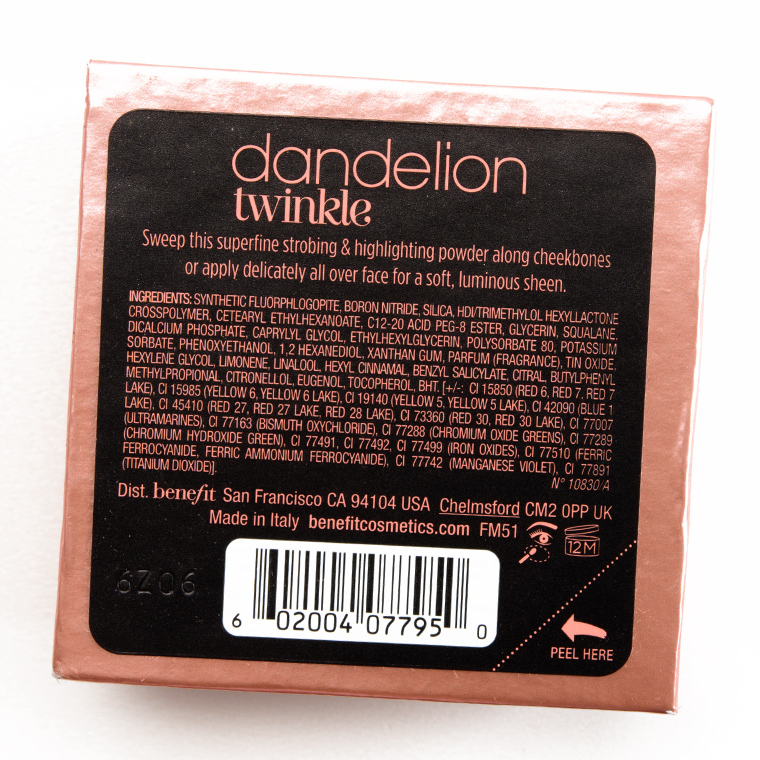 dandelion
twinkle
Sweep this superfine strobing & highlighting powder along cheekbones
or apply delicately all over face for a soft, luminous sheen.
INGREDIENTS: SYNTHETIC FLUORPHLOGOPITE, BORON NITRIDE, SILICA, HDI/TRIMETHYLOL HEXYLLACTONE
CROSSPOLYMER, CETEARYL ETHYLHEXANOATE, C12-20 ACID PEG-8 ESTER, GLYCERIN, SQUALANE,
DICALCIUM PHOSPHATE, CAPRYLYL GLYCOL, ETHYLHEXYLGLYCERIN, POLYSORBATE 80, POTASSIUM
SORBATE, PHENOXYETHANOL, 1,2 HEXANEDIOL, XANTHAN GUM, PARFUM (FRAGRANCE), TIN OXIDE,
HEXYLENE GLYCOL, LIMONENE, LINALOOL, HEXYL CINNAMAL, BENZYL SALICYLATE, CITRAL, BUTYLPHENYL
METHYLPROPIONAL, CITRONELLOL, EUGENOL, TOCOPHEROL, BHT. [+/-: CI 15850 (RED 6, RED 7, RED 7
LAKE), CI 15985 (YELLOW 6, YELLOW 6 LAKE), CI 19140 (YELLOW 5, YELLOW 5 LAKE), CI 42090 (BLUE 1
LAKE), CI 45410 (RED 27, RED 27 LAKE, RED 28 LAKE), CI 73360 (RED 30, RED 30 LAKE), CI 77007
(ULTRAMARINES), CI 77163 (BISMUTH OXYCHLORIDE), CI 77288 (CHROMIUM OXIDE GREENS), CI 77289
(CHROMIUM HYDROXIDE GREEN), CI 77491, CI 77492, CI 77499 (IRON OXIDES), CI 77510 (FERRIC
FERROCYANIDE, FERRIC AMMONIUM FERROCYANIDE), CI 77742 (MANGANESE VIOLET), CI 77891
(TITANIUM DIOXIDE)].
N° 10830/A
Dist. benefit San Francisco CA 94104 USA Chelmsford CM2 0PP UK
Made in Italy benefitcosmetics.com FM51
12M
6Z06
6 02004 07795 0
PEEL HERE